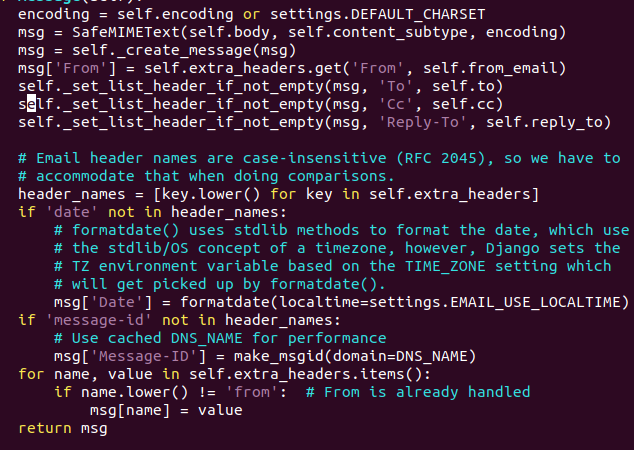 encoding = self.encoding or settings.DEFAULT_CHARSET
msg = SafeMIMEText(self.body, self.content_subtype, encoding)
msg = self._create_message(msg)
msg['From'] = self.extra_headers.get('From', self.from_email)
self._set_list_header_if_not_empty(msg, 'To', self.to)
self._set_list_header_if_not_empty(msg, 'Cc', self.cc)
self._set_list_header_if_not_empty(msg, 'Reply-To', self.reply_to)

# Email header names are case-insensitive (RFC 2045), so we have to
# accommodate that when doing comparisons.
header_names = [key.lower() for key in self.extra_headers]
if 'date' not in header_names:
    # formatdate() uses stdlib methods to format the date, which use
    # the stdlib/OS concept of a timezone, however, Django sets the
    # TZ environment variable based on the TIME_ZONE setting which
    # will get picked up by formatdate().
    msg['Date'] = formatdate(localtime=settings.EMAIL_USE_LOCALTIME)
if 'message-id' not in header_names:
    # Use cached DNS_NAME for performance
    msg['Message-ID'] = make_msgid(domain=DNS_NAME)
for name, value in self.extra_headers.items():
    if name.lower() != 'from':  # From is already handled
        msg[name] = value
return msg